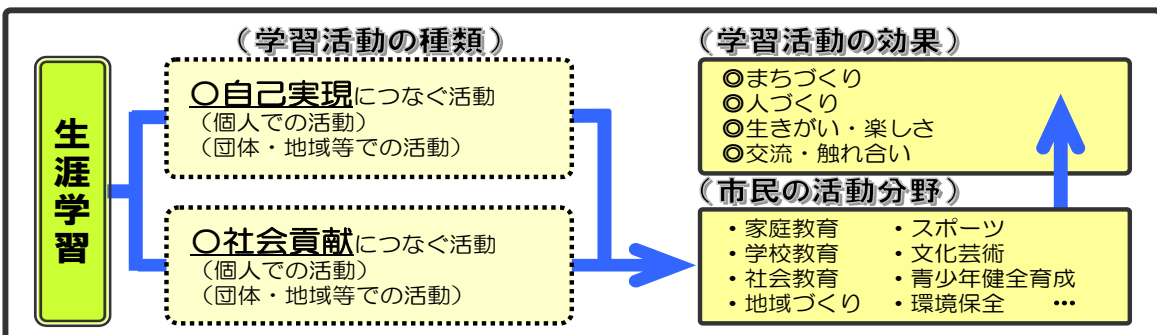 生涯学習
（学習活動の種類）
〇自己実現につなぐ活動
（個人での活動）
（団体・地域等での活動）
〇社会貢献につなぐ活動
（個人での活動）
（団体・地域等での活動）
（学習活動の効果）
◎まちづくり
◎人づくり
◎生きがい・楽しさ
◎交流・触れ合い
（市民の活動分野）
・家庭教育　　・スポーツ
・学校教育　　・文化芸術
・社会教育　　・青少年健全育成
・地域づくり　・環境保全　…